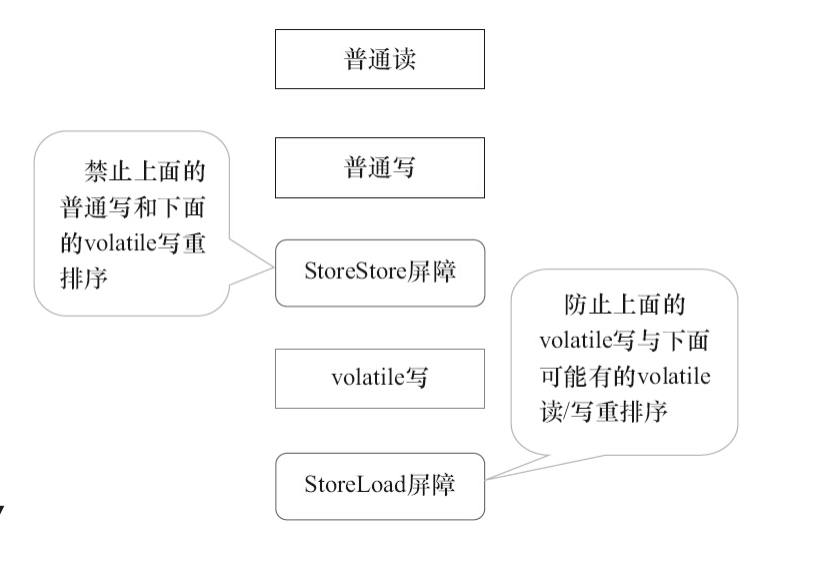 普通读
普通写
禁止上面的
普通写和下面
的volatile写重
排序
StoreStore屏障
volatile写
防止上面的
volatile写与下面
可能有的volatile
读/写重排序
StoreLoad屏障